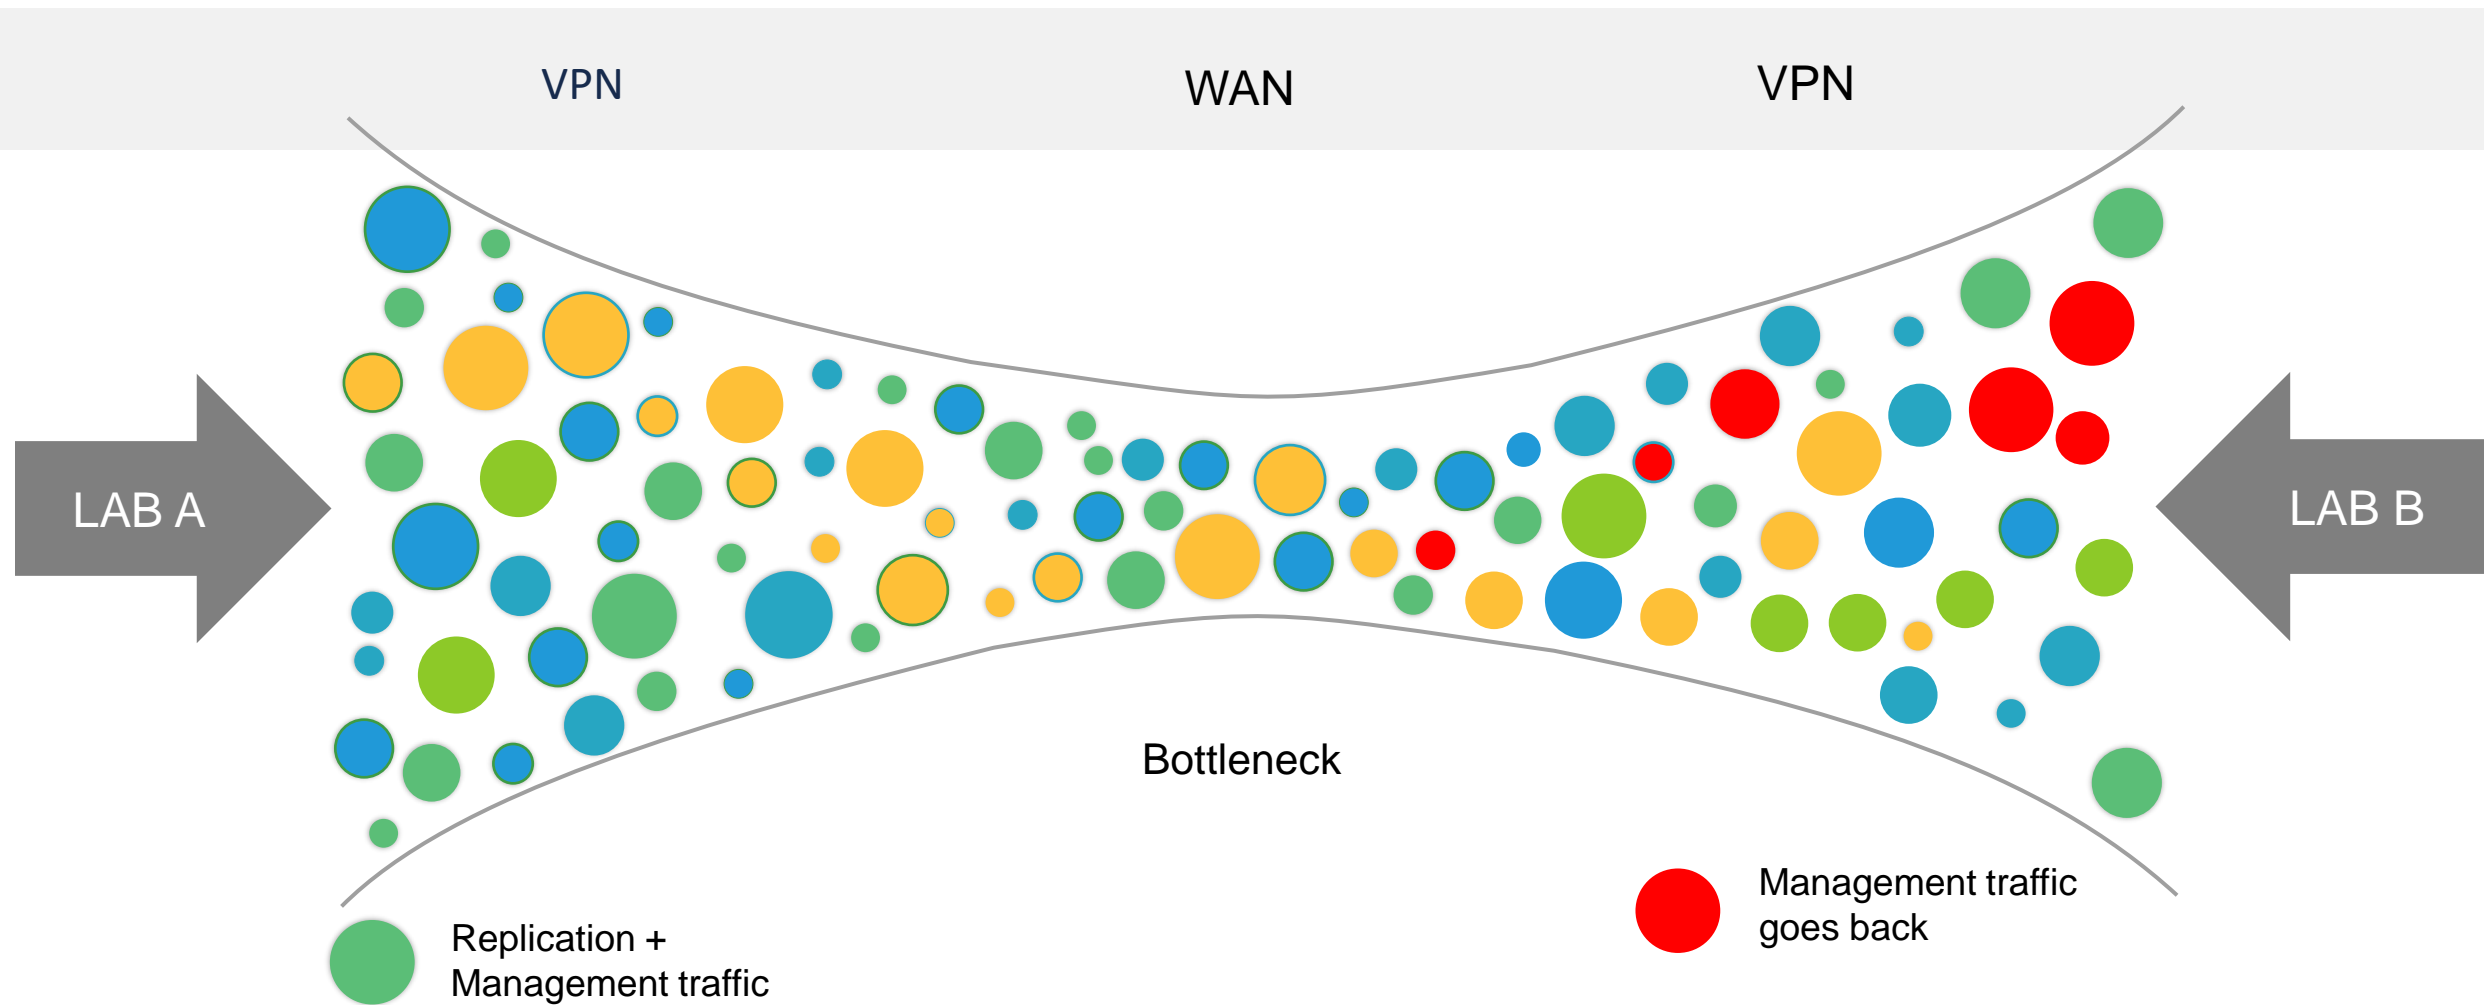 VPN
WAN
VPN
LAB A
LAB B
Bottleneck
Replication +
Management traffic
Management traffic
goes back